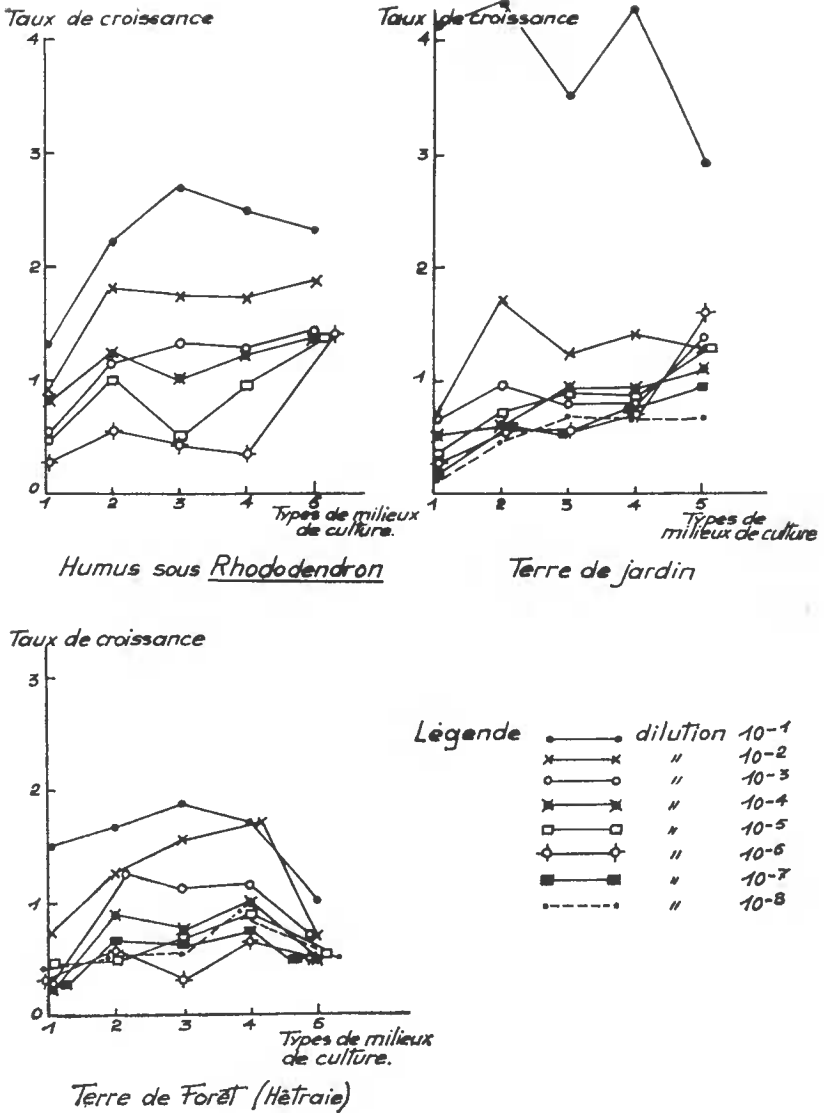 Taux de croissance
4
3
2
1
0
1 2 3 4 6
Types de milieux
de culture.
Humus sous Rhododendron
Taux de croissance
4
3
2
1
0
1 2 3 4 5
Types de
milieux de culture
Terre de jardin
Taux de croissance
3
2
1
0
1 2 3 4 6
Types de milieux
de culture.
Terre de Forêt (Hêtraie)
Légende dilution 10-1
" 10-2
" 10-3
" 10-4
" 10-5
" 10-6
" 10-7
" 10-8